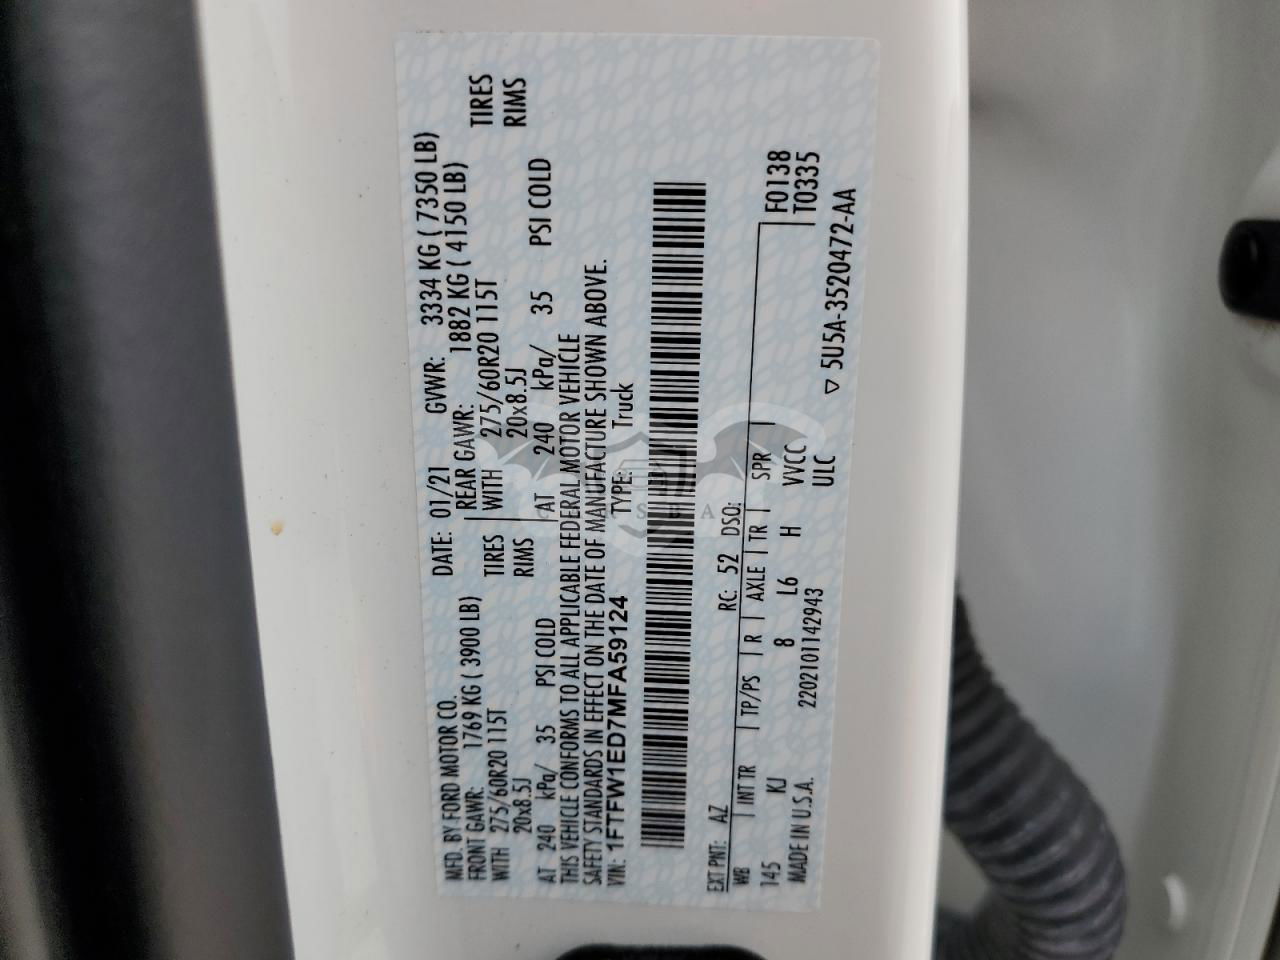 MFD. BY FORD MOTOR CO.
DATE: 01/21 GVWR: 3334 KG ( 7350 LB)
FRONT GAWR: 1769 KG ( 3900 LB) REAR GAWR: 1882 KG ( 4150 LB)
WITH 275/60R20 115T TIRES WITH 275/60R20 115T TIRES
20x8.5J RIMS 20x8.5J RIMS
AT 240 kPa/ 35 PSI COLD AT 240 kPa/ 35 PSI COLD
THIS VEHICLE CONFORMS TO ALL APPLICABLE FEDERAL MOTOR VEHICLE
SAFETY STANDARDS IN EFFECT ON THE DATE OF MANUFACTURE SHOWN ABOVE.
VIN: 1FTFW1ED7MFA59124 TYPE: Truck
EXT PNT: AZ RC: 52 DSO: F0138
WB INT TR TP/PS R AXLE TR SPR T0335
145 KJ 8 L6 H VVCC
MADE IN U.S.A. 2202101142943 ULC
▽ 5U5A-3520472-AA